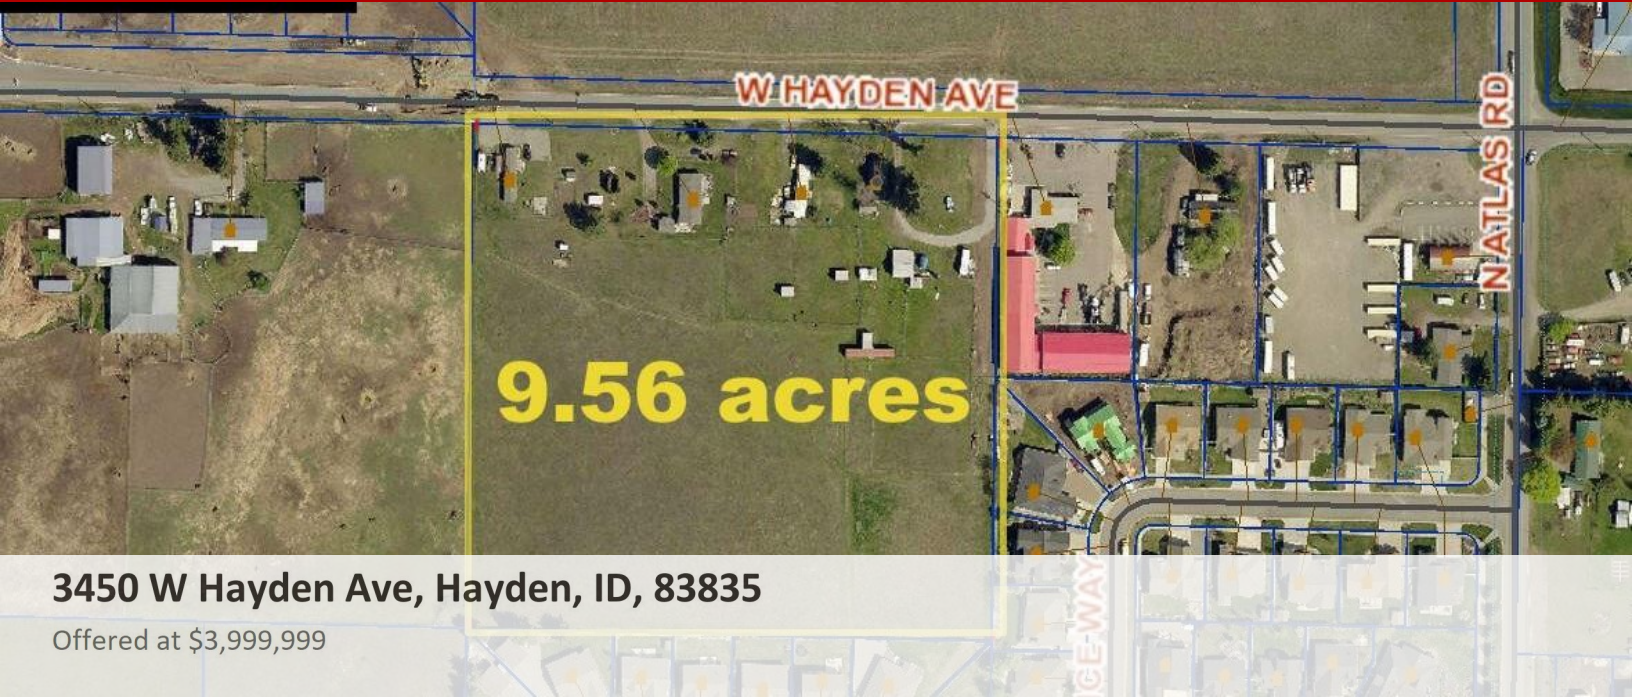 W HAYDEN AVE
N ATLAS RD
9.56 acres
3450 W Hayden Ave, Hayden, ID, 83835
Offered at $3,999,999